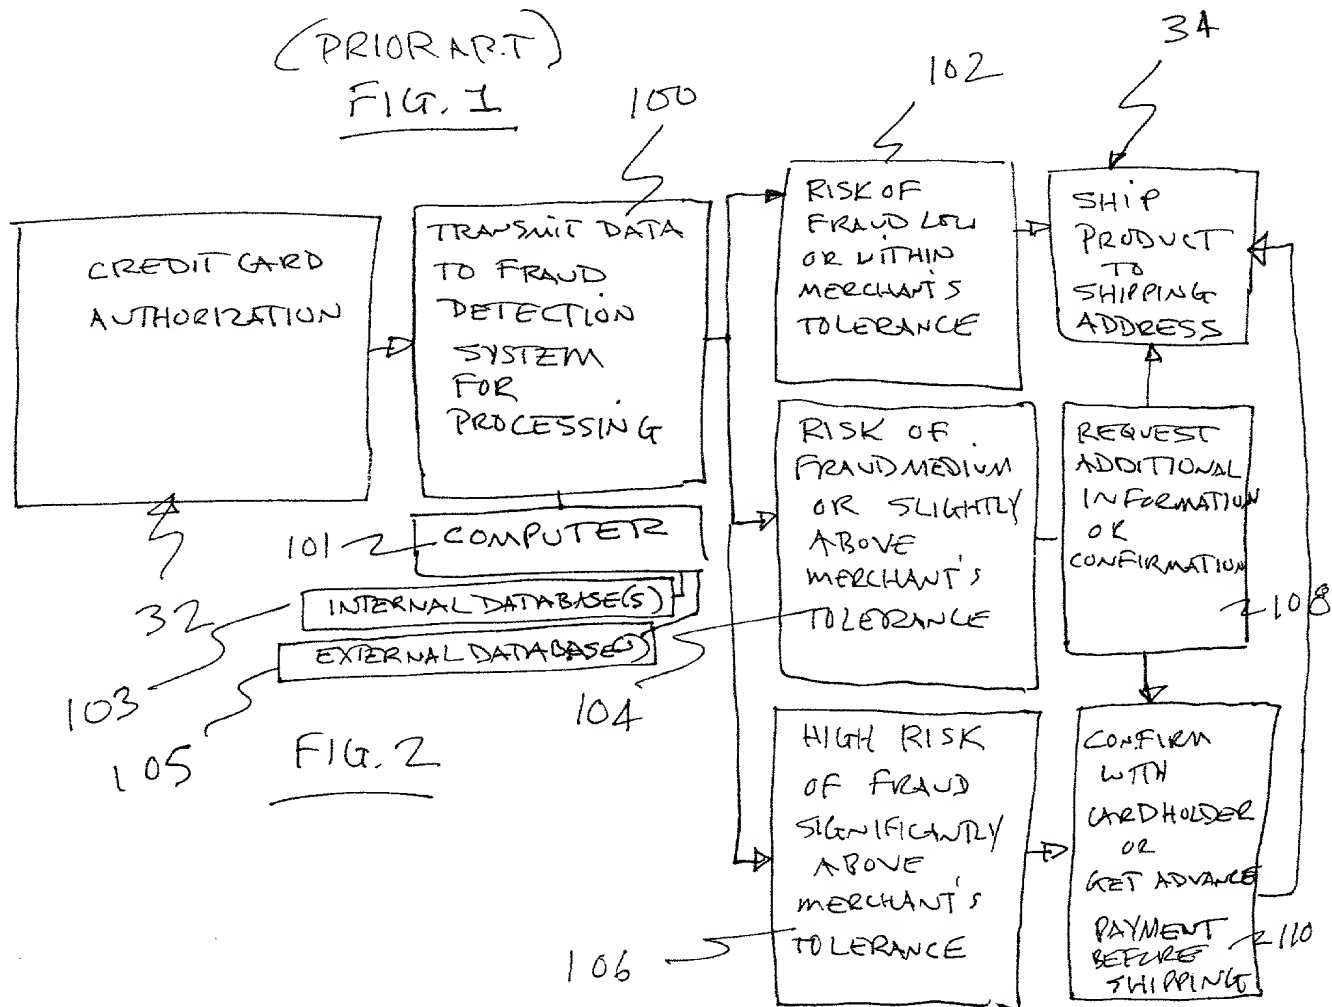 (PRIOR ART)
FIG. 1
100
102
34
CREDIT CARD
AUTHORIZATION
32
TRANSMIT DATA
TO FRAUD
DETECTION
SYSTEM
FOR
PROCESSING
101
COMPUTER
INTERNAL DATABASE(S)
103
EXTERNAL DATABASE(S)
105
FIG. 2
RISK OF
FRAUD LOW
OR WITHIN
MERCHANT'S
TOLERANCE
SHIP
PRODUCT
TO
SHIPPING
ADDRESS
RISK OF
FRAUD MEDIUM
OR SLIGHTLY
ABOVE
MERCHANT'S
TOLERANCE
104
REQUEST
ADDITIONAL
INFORMATION
OR
CONFIRMATION
108
HIGH RISK
OF FRAUD
SIGNIFICANTLY
ABOVE
MERCHANT'S
TOLERANCE
106
CONFIRM
WITH
CARDHOLDER
OR
GET ADVANCE
PAYMENT
BEFORE
SHIPPING
110